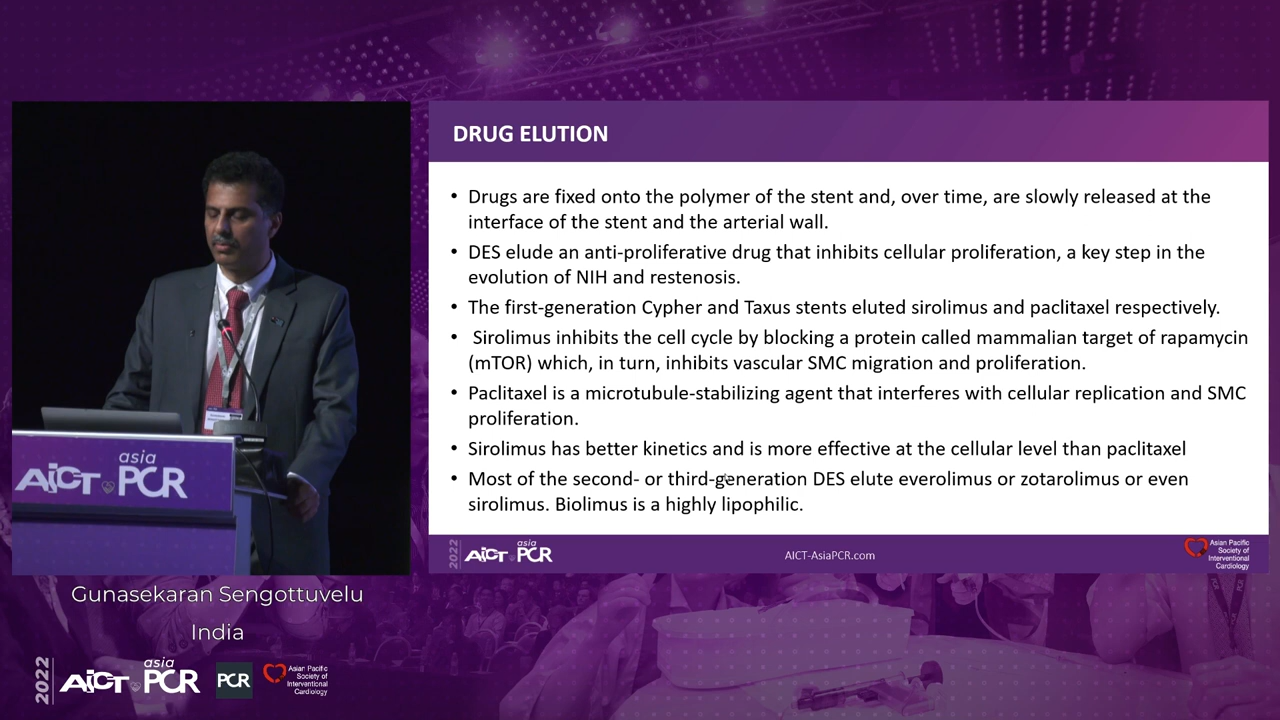 DRUG ELUTION
• Drugs are fixed onto the polymer of the stent and, over time, are slowly released at the
interface of the stent and the arterial wall.
• DES elude an anti-proliferative drug that inhibits cellular proliferation, a key step in the
evolution of NIH and restenosis.
• The first-generation Cypher and Taxus stents eluted sirolimus and paclitaxel respectively.
• Sirolimus inhibits the cell cycle by blocking a protein called mammalian target of rapamycin
(mTOR) which, in turn, inhibits vascular SMC migration and proliferation.
• Paclitaxel is a microtubule-stabilizing agent that interferes with cellular replication and SMC
proliferation.
• Sirolimus has better kinetics and is more effective at the cellular level than paclitaxel
• Most of the second- or third-generation DES elute everolimus or zotarolimus or even
sirolimus. Biolimus is a highly lipophilic.
2022
AICT asia PCR
AICT-AsiaPCR.com
Asian Pacific
Society of
Interventional
Cardiology
asia
AICT PCR
Gunasekaran Sengottuvelu
India
2022
AICT asia PCR
PCR
Asian Pacific
Society of
Interventional
Cardiology